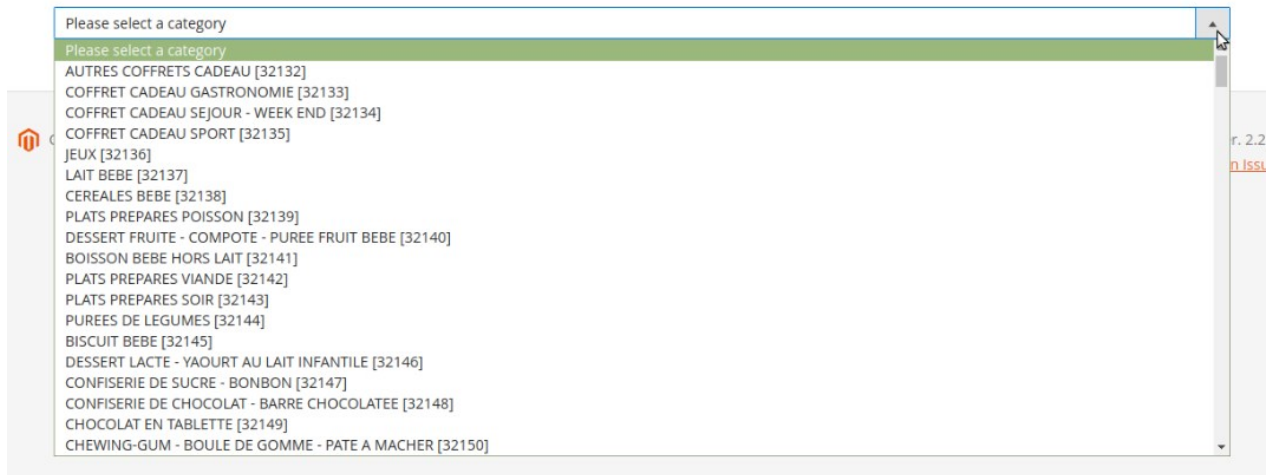 Please select a category
Please select a category
AUTRES COFFRETS CADEAU [32132]
COFFRET CADEAU GASTRONOMIE [32133]
COFFRET CADEAU SEJOUR - WEEK END [32134]
COFFRET CADEAU SPORT [32135]
JEUX [32136]
r. 2.2
LAIT BEBE [32137]
n Issu
CEREALES BEBE [32138]
PLATS PREPARES POISSON [32139]
DESSERT FRUITE - COMPOTE - PUREE FRUIT BEBE [32140]
BOISSON BEBE HORS LAIT [32141]
PLATS PREPARES VIANDE [32142]
PLATS PREPARES SOIR [32143]
PUREES DE LEGUMES [32144]
BISCUIT BEBE [32145]
DESSERT LACTE - YAOURT AU LAIT INFANTILE [32146]
CONFISERIE DE SUCRE - BONBON [32147]
CONFISERIE DE CHOCOLAT - BARRE CHOCOLATEE [32148]
CHOCOLAT EN TABLETTE [32149]
CHEWING-GUM - BOULE DE GOMME - PATE A MACHER [32150]